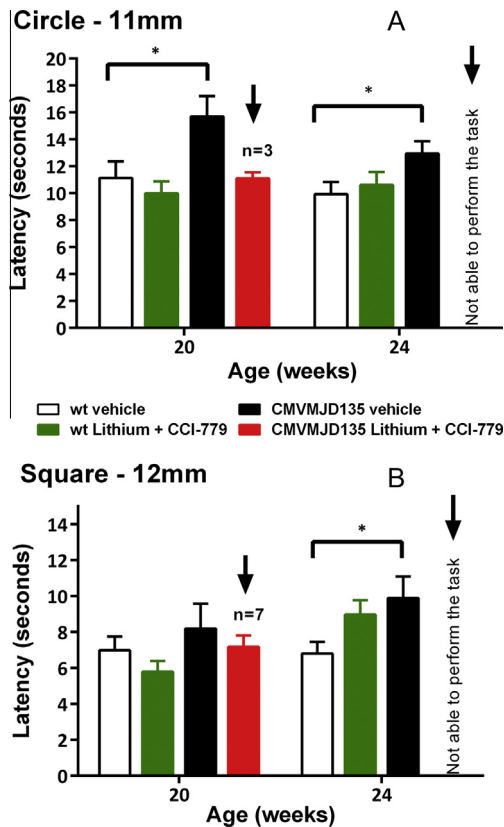 Circle - 11mm
A
Latency (seconds)
20
18
16
14
12
10
8
6
4
2
0
*
n=3
*
Not able to perform the task
20
24
Age (weeks)
wt vehicle
CMVMJD135 vehicle
wt Lithium + CCI-779
CMVMJD135 Lithium + CCI-779
Square - 12mm
B
Latency (seconds)
14
12
10
8
6
4
2
0
n=7
*
Not able to perform the task
20
24
Age (weeks)